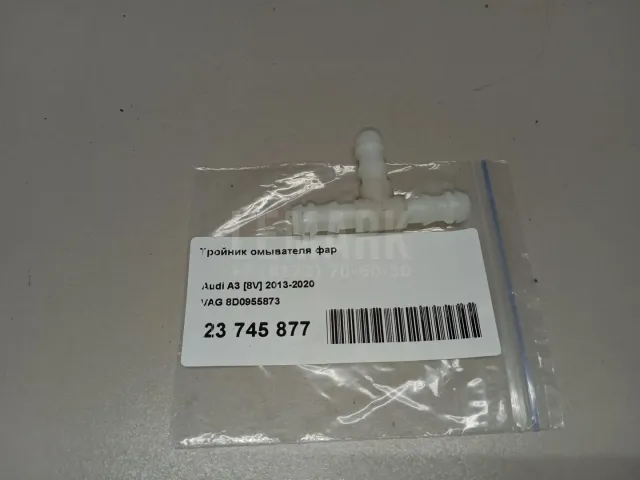 Тройник омывателя фар
Audi A3 [8V] 2013-2020
VAG 8D0955873
23 745 877